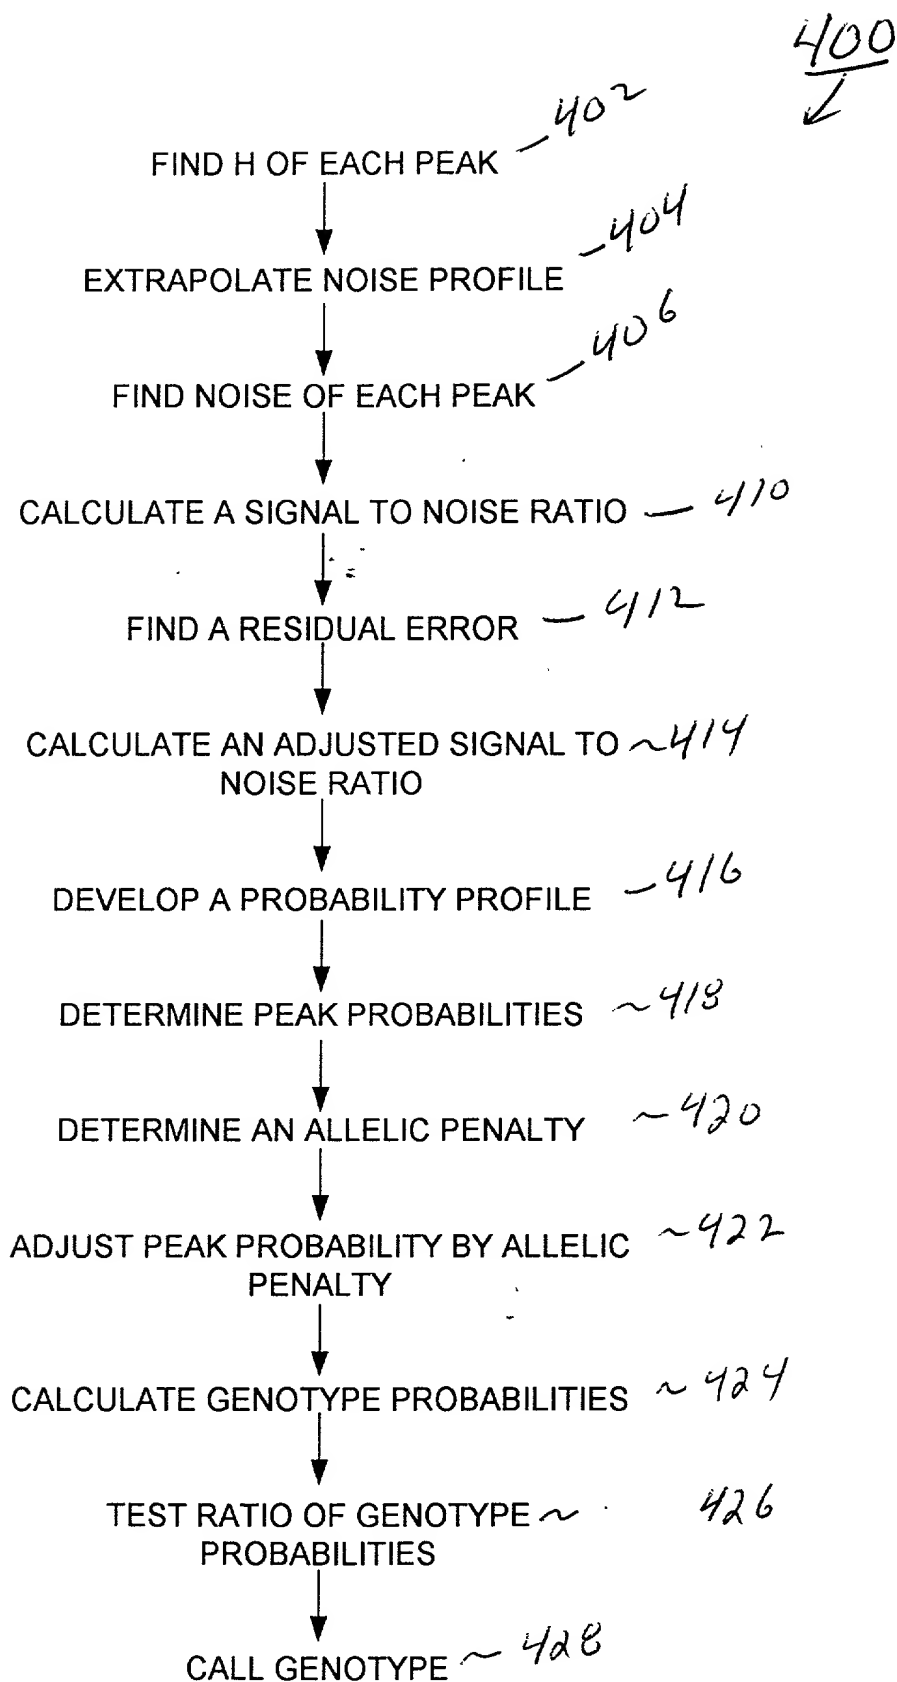 400
FIND H OF EACH PEAK 402
EXTRAPOLATE NOISE PROFILE 404
FIND NOISE OF EACH PEAK 406
CALCULATE A SIGNAL TO NOISE RATIO 410
FIND A RESIDUAL ERROR 412
CALCULATE AN ADJUSTED SIGNAL TO 414
NOISE RATIO
DEVELOP A PROBABILITY PROFILE 416
DETERMINE PEAK PROBABILITIES 418
DETERMINE AN ALLELIC PENALTY 420
ADJUST PEAK PROBABILITY BY ALLELIC 422
PENALTY
CALCULATE GENOTYPE PROBABILITIES 424
TEST RATIO OF GENOTYPE 426
PROBABILITIES
CALL GENOTYPE 428